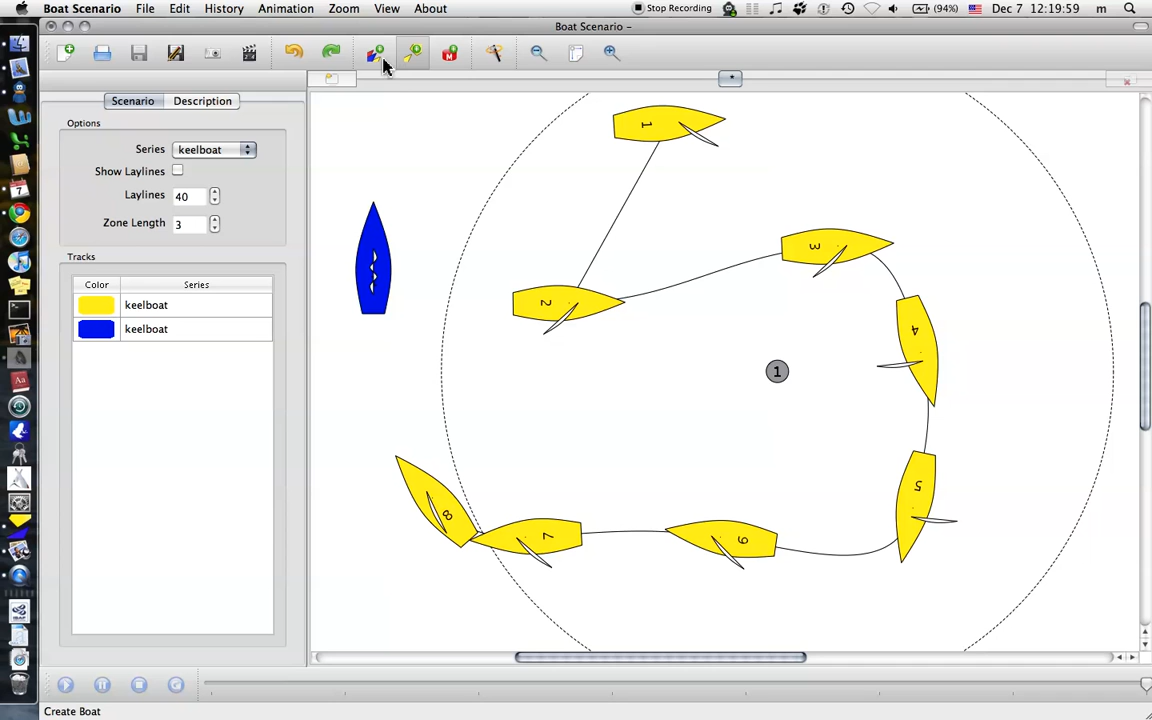 Boat Scenario File Edit History Animation Zoom View About Stop Recording (94%) Dec 7 12:19:59 m
Boat Scenario –
*
Scenario Description
Options
Series keelboat
Show Laylines
Laylines 40
Zone Length 3
Tracks
Color Series
keelboat
keelboat
1
2
3
4
5
6
7
8
1
Create Boat